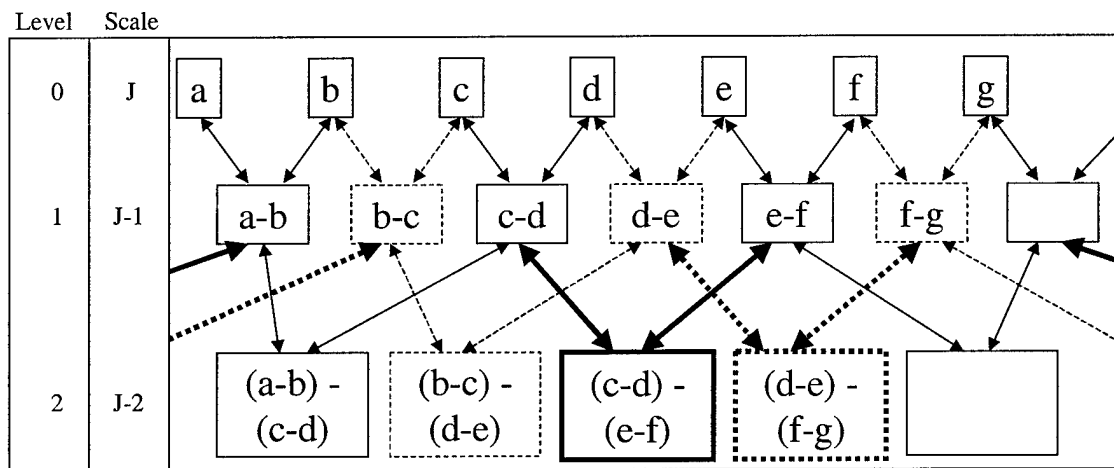 Level Scale
0 J a b c d e f g
1 J-1 a-b b-c c-d d-e e-f f-g
2 J-2 (a-b) - (b-c) - (c-d) - (d-e) -
(c-d) (d-e) (e-f) (f-g)